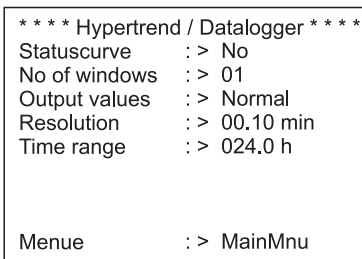 * * * * Hypertrend / Datalogger * * * *
Statuscurve : > No
No of windows : > 01
Output values : > Normal
Resolution : > 00.10 min
Time range : > 024.0 h
Menue : > MainMnu